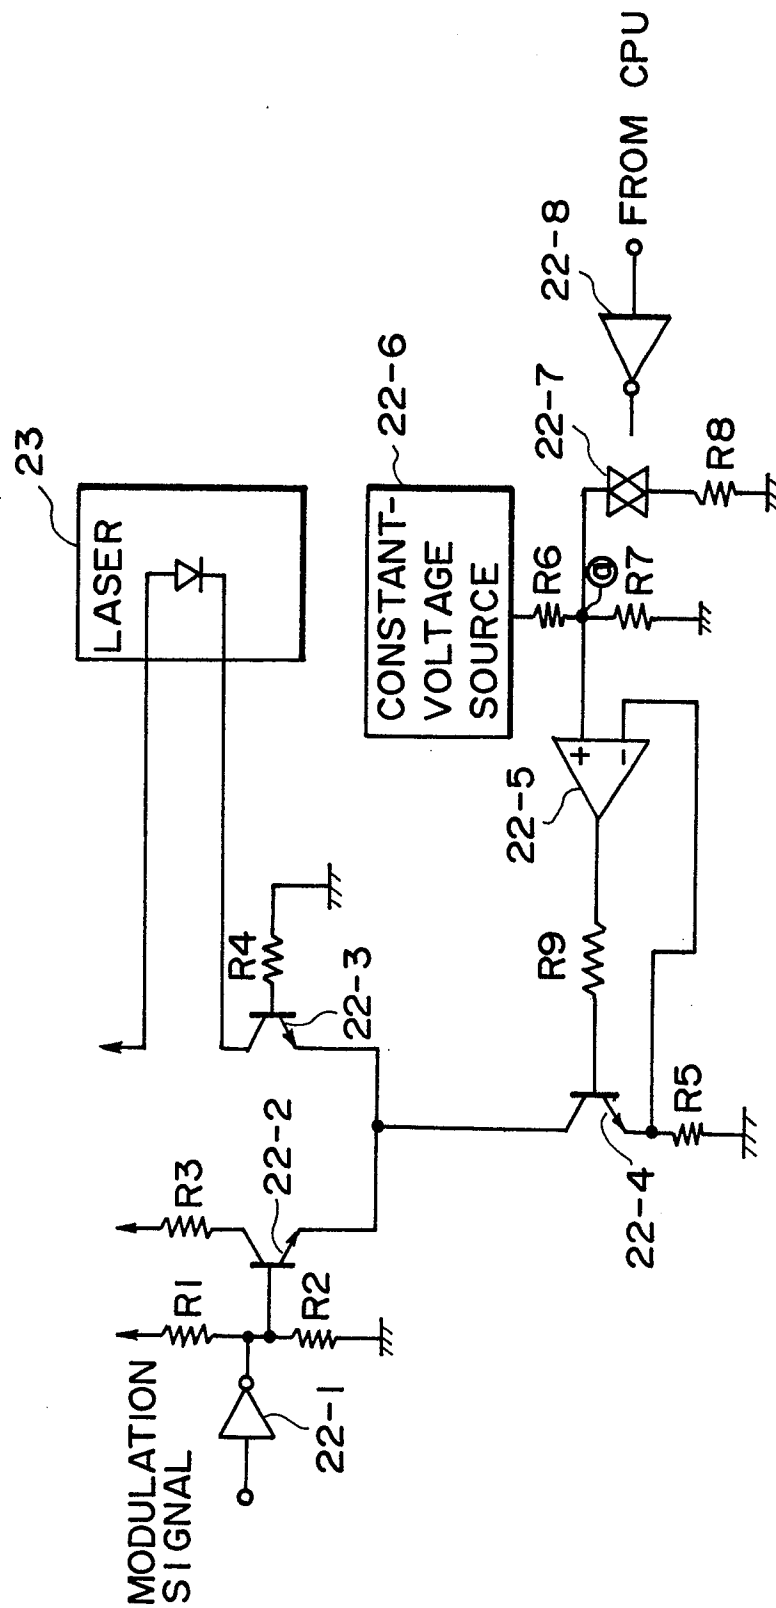 MODULATION
SIGNAL
22-1
R1
R2
R3
22-2
R4
22-3
LASER
23
22-4
R5
R9
22-5
+
-
CONSTANT-
VOLTAGE
SOURCE
22-6
R6
a
R7
22-7
R8
22-8
FROM CPU